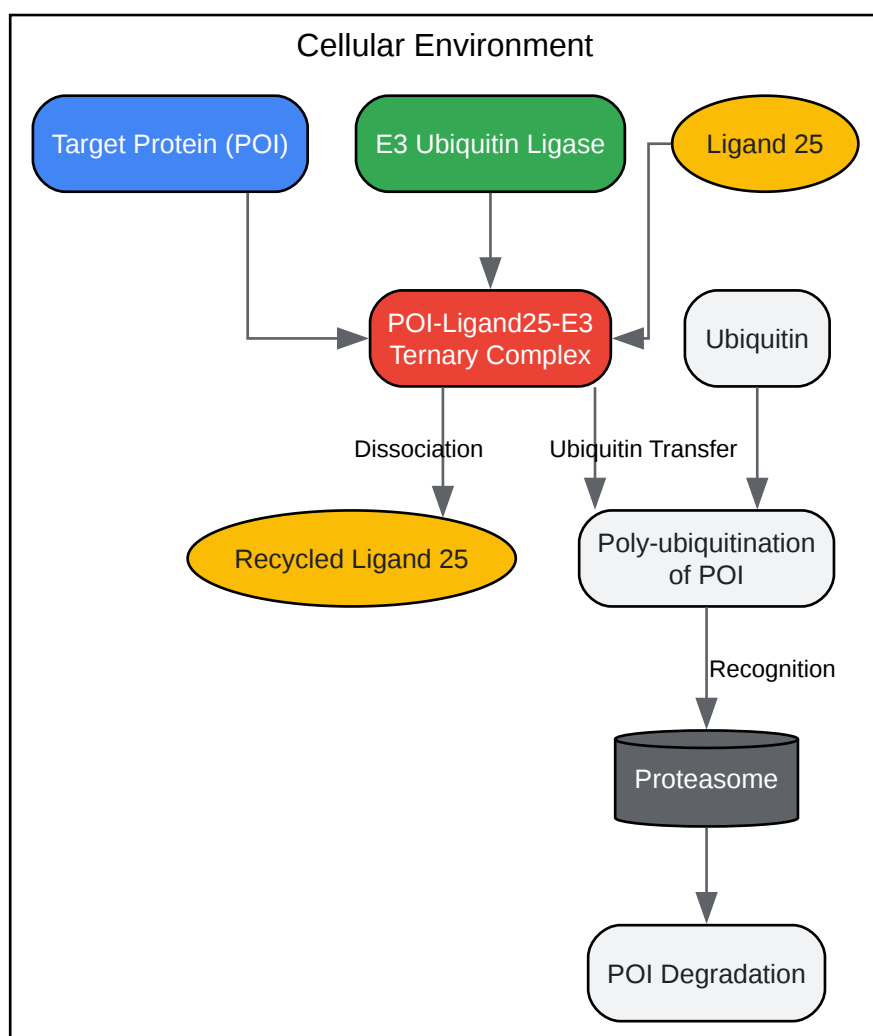 Cellular Environment
Target Protein (POI)
E3 Ubiquitin Ligase
Ligand 25
POI-Ligand25-E3
Ternary Complex
Ubiquitin
Dissociation
Ubiquitin Transfer
Recycled Ligand 25
Poly-ubiquitination
of POI
Recognition
Proteasome
POI Degradation